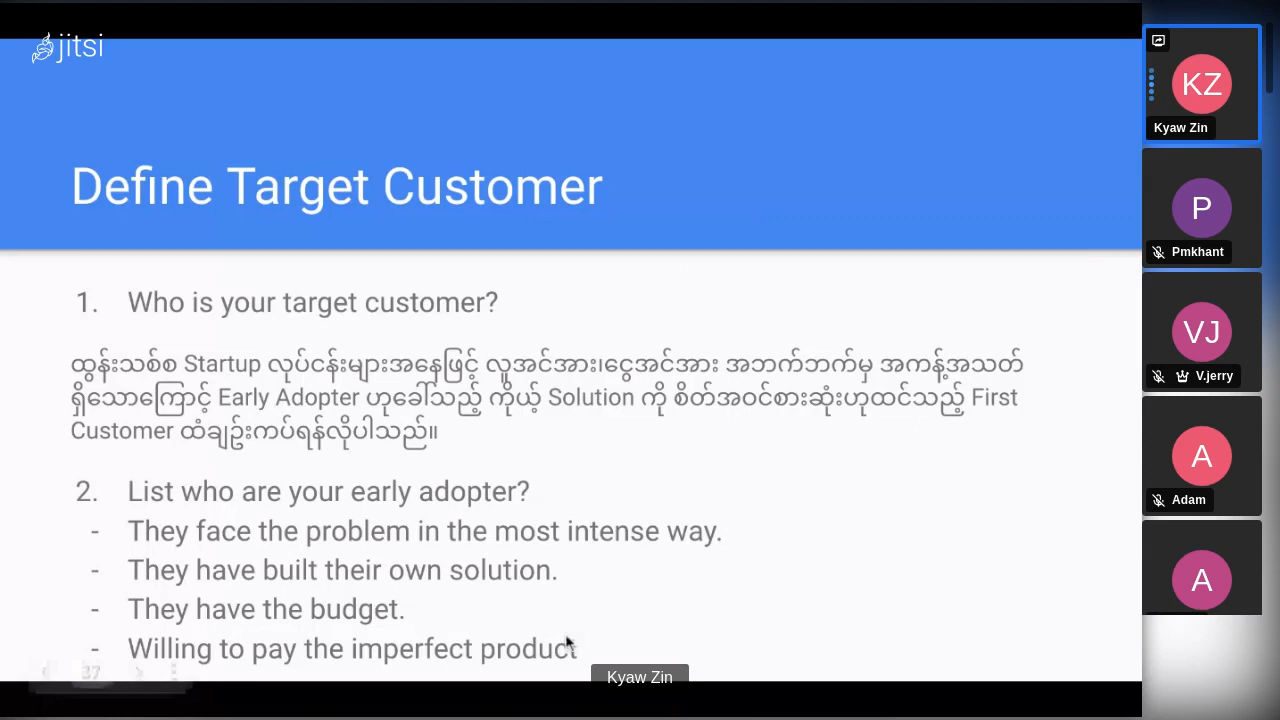 jitsi
Define Target Customer
1. Who is your target customer?
ထွန်းသစ်စ Startup လုပ်ငန်းများအနေဖြင့် လူအင်အား၊ငွေအင်အား အဘက်ဘက်မှ အကန့်အသတ်
ရှိသောကြောင့် Early Adopter ဟုခေါ်သည့် ကိုယ့် Solution ကို စိတ်အဝင်စားဆုံးဟုထင်သည့် First
Customer ထံချဥ်းကပ်ရန်လိုပါသည်။
2. List who are your early adopter?
- They face the problem in the most intense way.
- They have built their own solution.
- They have the budget.
- Willing to pay the imperfect product
37
Kyaw Zin
KZ
Kyaw Zin
P
Pmkhant
VJ
V.jerry
A
Adam
A